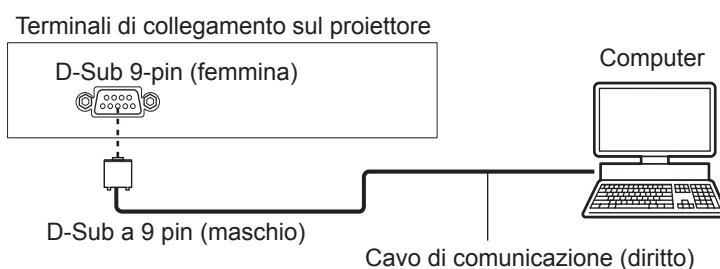 Terminali di collegamento sul proiettore
D-Sub 9-pin (femmina)
Computer
D-Sub a 9 pin (maschio)
Cavo di comunicazione (diritto)